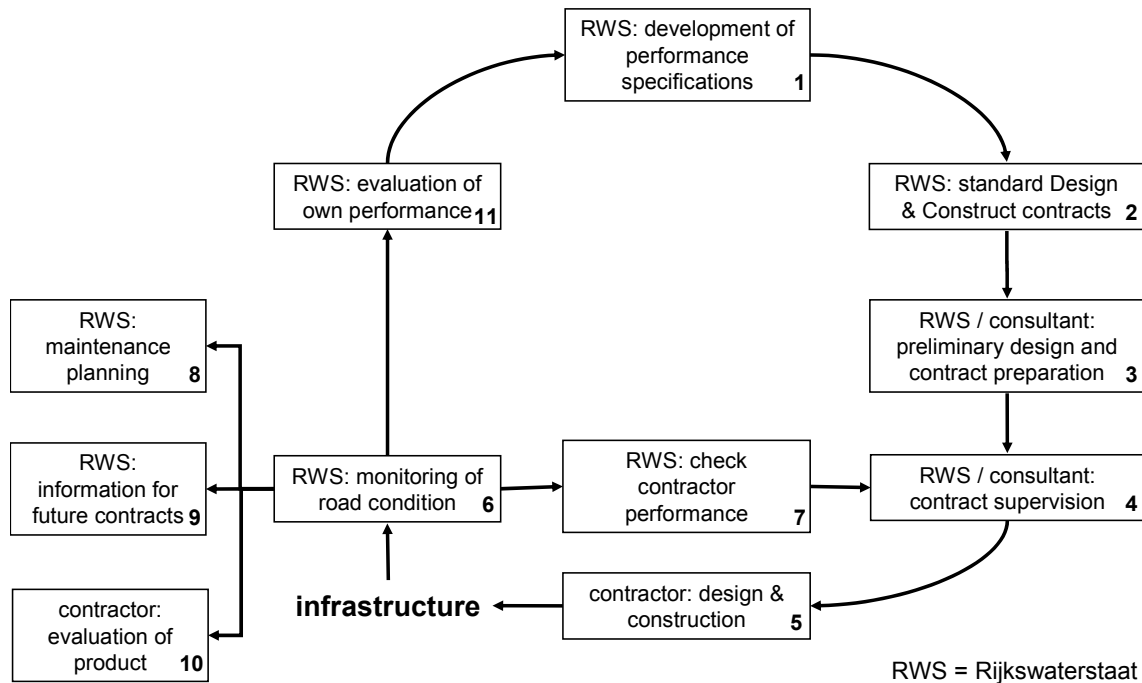 RWS: development of
performance
specifications
1
RWS: standard Design
& Construct contracts
2
RWS / consultant:
preliminary design and
contract preparation
3
RWS / consultant:
contract supervision
4
contractor: design &
construction
5
infrastructure
RWS: monitoring of
road condition
6
RWS: check
contractor
performance
7
RWS:
maintenance
planning
8
RWS:
information for
future contracts
9
contractor:
evaluation of
product
10
RWS: evaluation of
own performance
11
RWS = Rijkswaterstaat